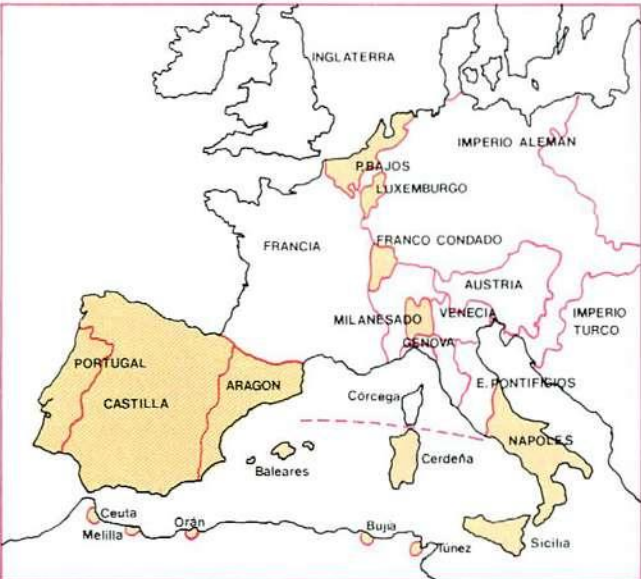 INGLATERRA
IMPERIO ALEMAN
P.BAJOS
LUXEMBURGO
FRANCIA
FRANCO CONDADO
AUSTRIA
MILANESADO
VENECIA
IMPERIO
TURCO
GENOVA
PORTUGAL
ARAGON
CASTILLA
Córcega
E. PONTIFICIOS
NAPOLES
Baleares
Cerdeña
Ceuta
Melilla
Orán
Bujía
Túnez
Sicilia